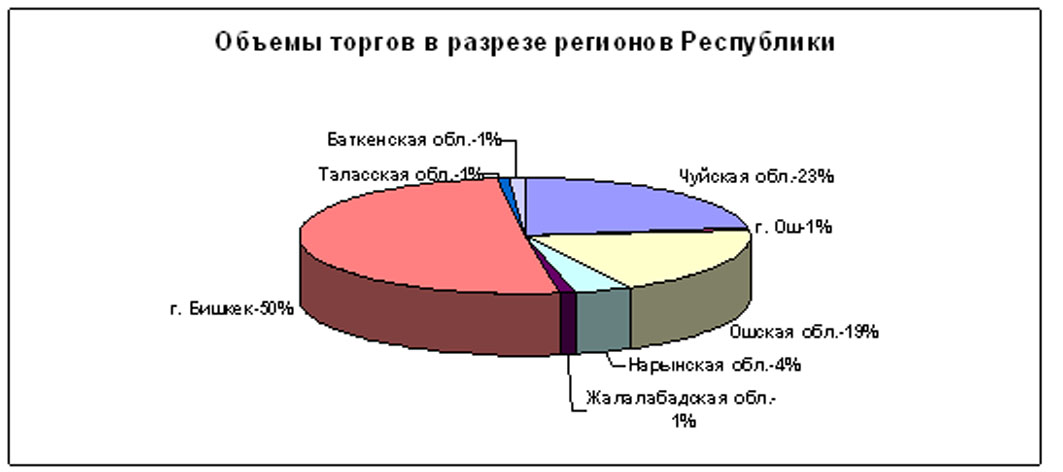 Объемы торгов в разрезе регионов Республики
Баткенская обл.-1%
Таласская обл.-1%
Чуйская обл.-23%
г. Ош-1%
г. Бишкек-50%
Ошская обл.-19%
Нарынская обл.-4%
Жалалабадская обл.-
1%